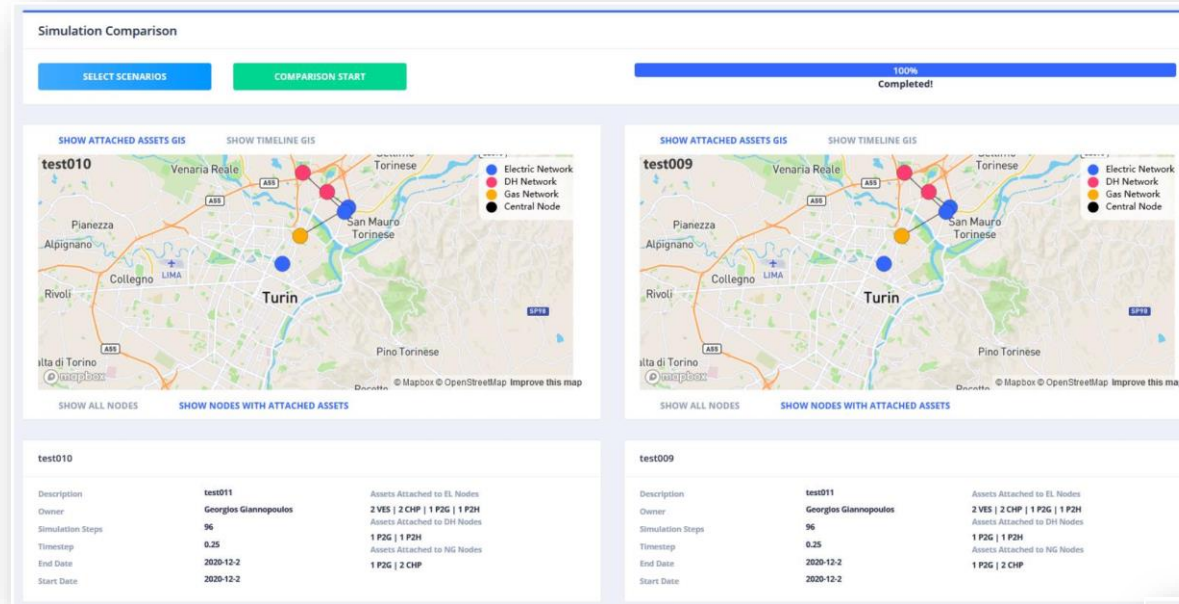 Simulation Comparison
SELECT SCENARIOS
COMPARISON START
100%
Completed!
SHOW ATTACHED ASSETS GIS
SHOW TIMELINE GIS
test010
Venaria Reale
Torinese
A55
A55
Pianezza
Alpignano
San Mauro
Torinese
LIMA
Collegno
Rivoli
Turin
SP98
A55
Pino Torinese
alta di Torino
mapbox
© Mapbox © OpenStreetMap Improve this map
Electric Network
DH Network
Gas Network
Central Node
SHOW ALL NODES
SHOW NODES WITH ATTACHED ASSETS
SHOW ATTACHED ASSETS GIS
SHOW TIMELINE GIS
test009
Venaria Reale
Torinese
A55
A55
Pianezza
Alpignano
San Mauro
Torinese
LIMA
Collegno
Rivoli
Turin
A55
Pino Torinese
alta di Torino
mapbox
© Mapbox © OpenStreetMap Improve this ma
Electric Network
DH Network
Gas Network
Central Node
SHOW ALL NODES
SHOW NODES WITH ATTACHED ASSETS
test010
Description test011
Owner Georgios Giannopoulos
Simulation Steps 96
Timestep 0.25
End Date 2020-12-2
Start Date 2020-12-2
Assets Attached to EL Nodes
2 VES | 2 CHP | 1 P2G | 1 P2H
Assets Attached to DH Nodes
1 P2G | 1 P2H
Assets Attached to NG Nodes
1 P2G | 2 CHP
test009
Description test011
Owner Georgios Giannopoulos
Simulation Steps 96
Timestep 0.25
End Date 2020-12-2
Start Date 2020-12-2
Assets Attached to EL Nodes
2 VES | 2 CHP | 1 P2G | 1 P2H
Assets Attached to DH Nodes
1 P2G | 1 P2H
Assets Attached to NG Nodes
1 P2G | 2 CHP